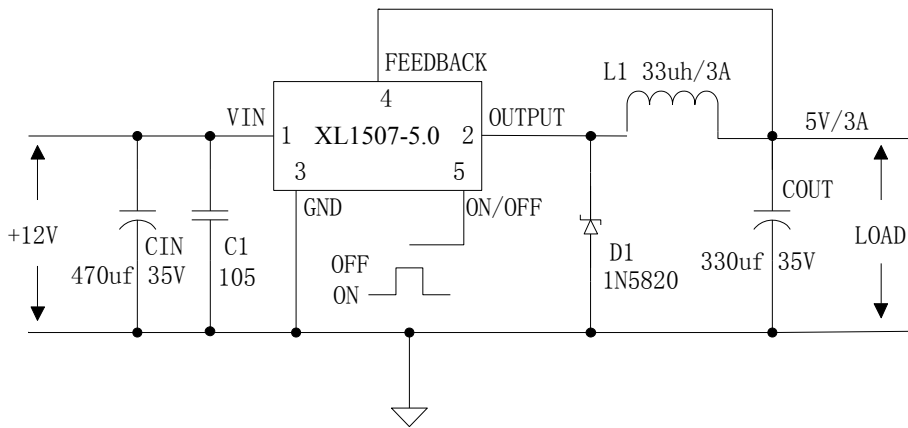 FEEDBACK
L1 33uh/3A
4
VIN
OUTPUT
5V/3A
1
XL1507-5.0
2
3
5
GND
ON/OFF
COUT
+12V
CIN
C1
LOAD
470uf
35V
105
OFF
ON
D1
1N5820
330uf
35V